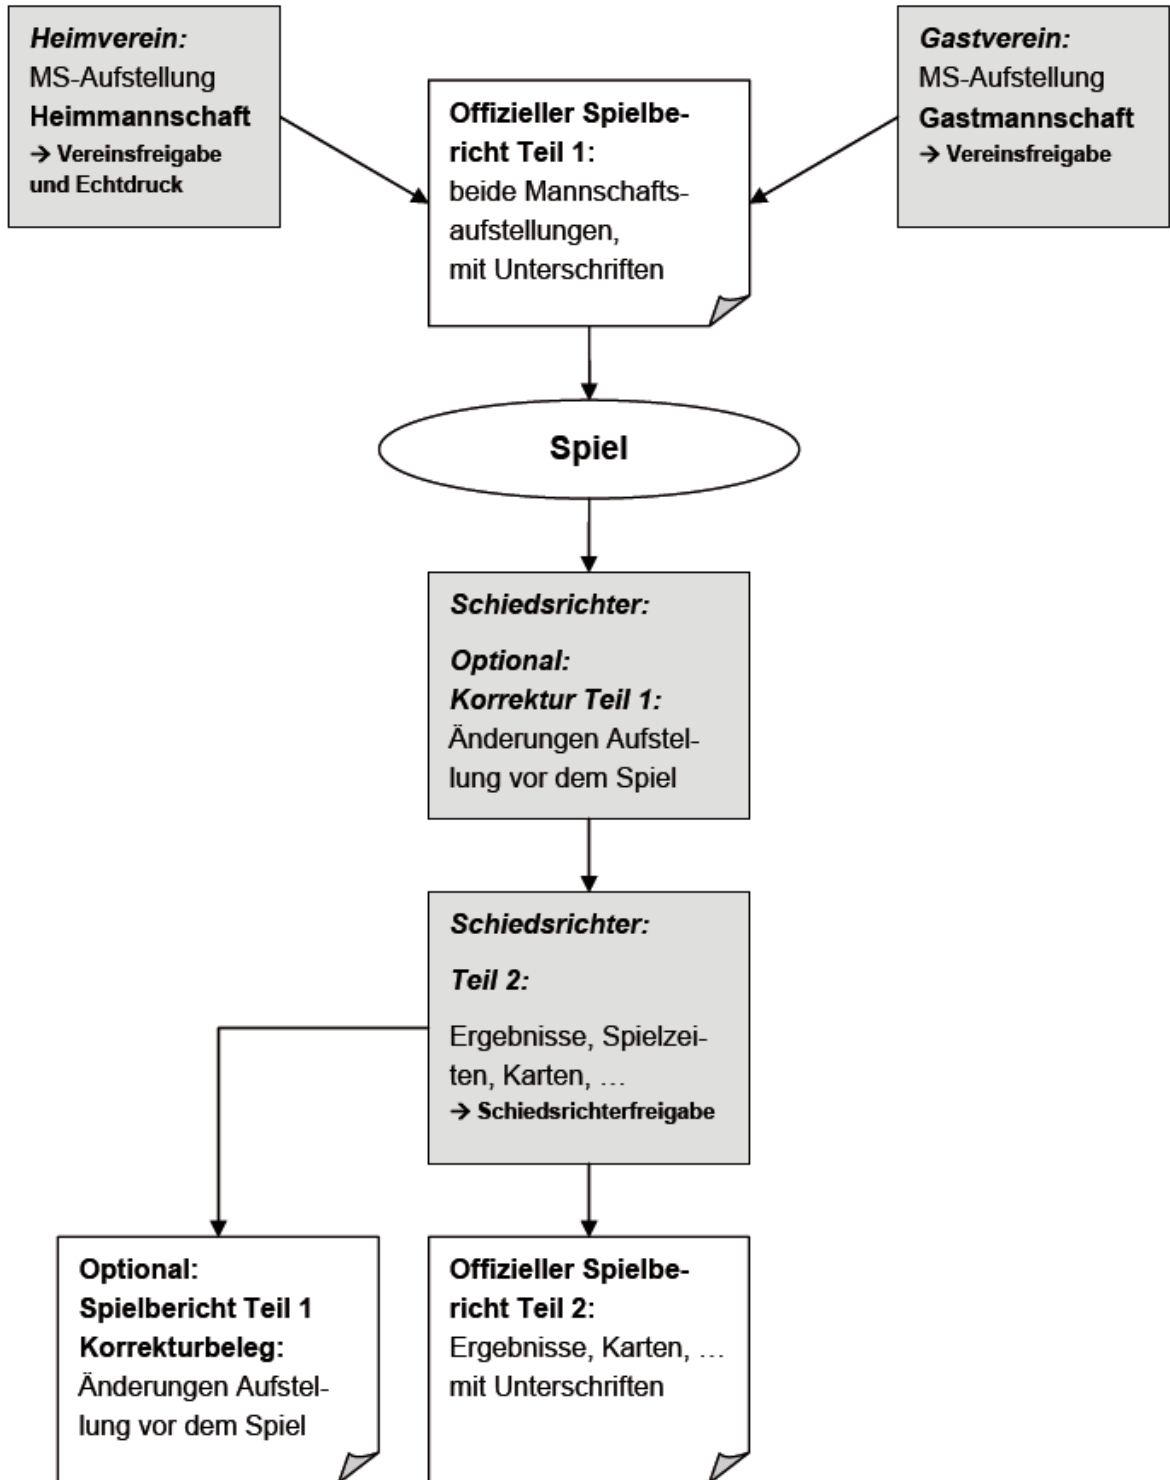 Heimverein:
MS-Aufstellung
Heimmannschaft
→ Vereinsfreigabe
und Echtdruck
Gastverein:
MS-Aufstellung
Gastmannschaft
→ Vereinsfreigabe
Offizieller Spielbe-
richt Teil 1:
beide Mannschafts-
aufstellungen,
mit Unterschriften
Spiel
Schiedsrichter:
Optional:
Korrektur Teil 1:
Änderungen Aufstel-
lung vor dem Spiel
Schiedsrichter:
Teil 2:
Ergebnisse, Spielzei-
ten, Karten, …
→ Schiedsrichterfreigabe
Optional:
Spielbericht Teil 1
Korrekturbeleg:
Änderungen Aufstel-
lung vor dem Spiel
Offizieller Spielbe-
richt Teil 2:
Ergebnisse, Karten, …
mit Unterschriften